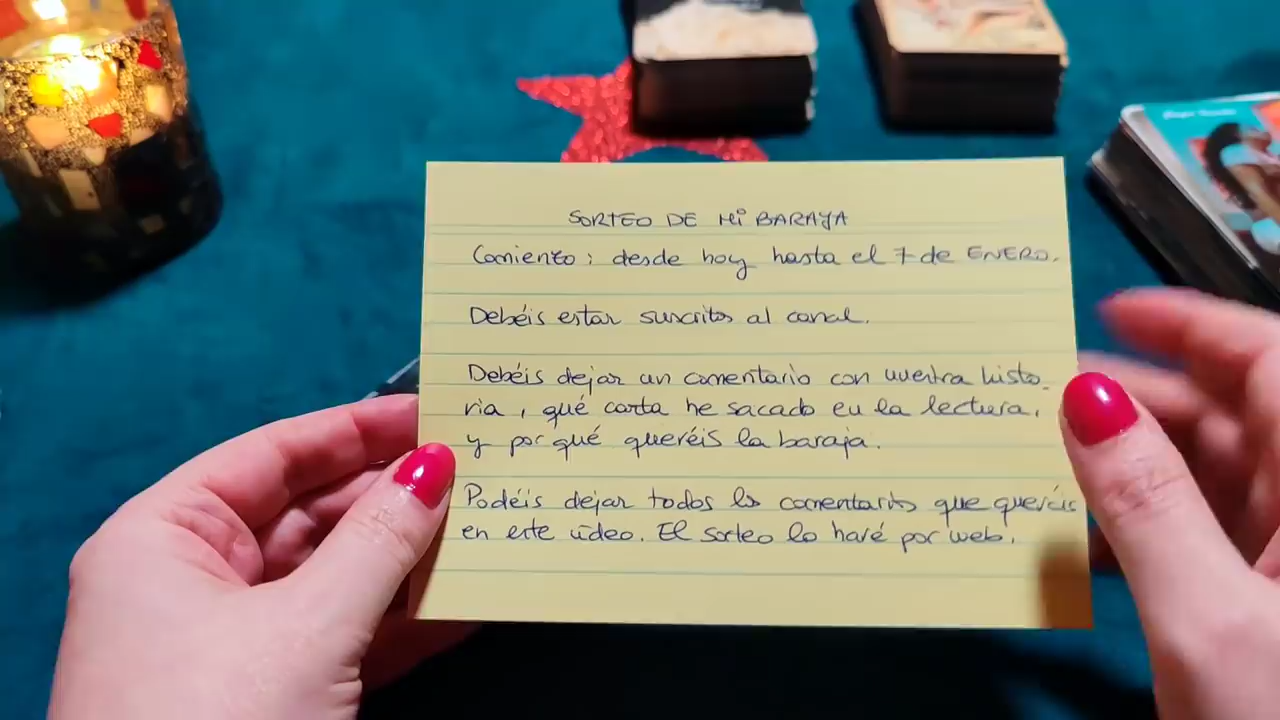 SORTEO DE Mi BARAJA
Comienzo: desde hoy hasta el 7 de ENERO.
Debéis estar suscritos al canal.
Debéis dejar un comentario con vuestra histo-
ria, qué carta he sacado en la lectura,
y por qué queréis la baraja.
Podéis dejar todos los comentarios que queréis
en este vídeo. El sorteo lo haré por web.